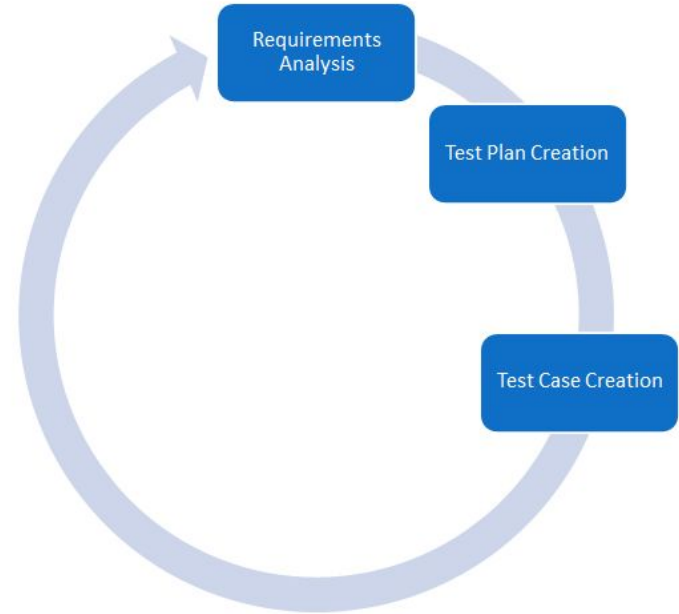 Requirements
Analysis
Test Plan Creation
Test Case Creation